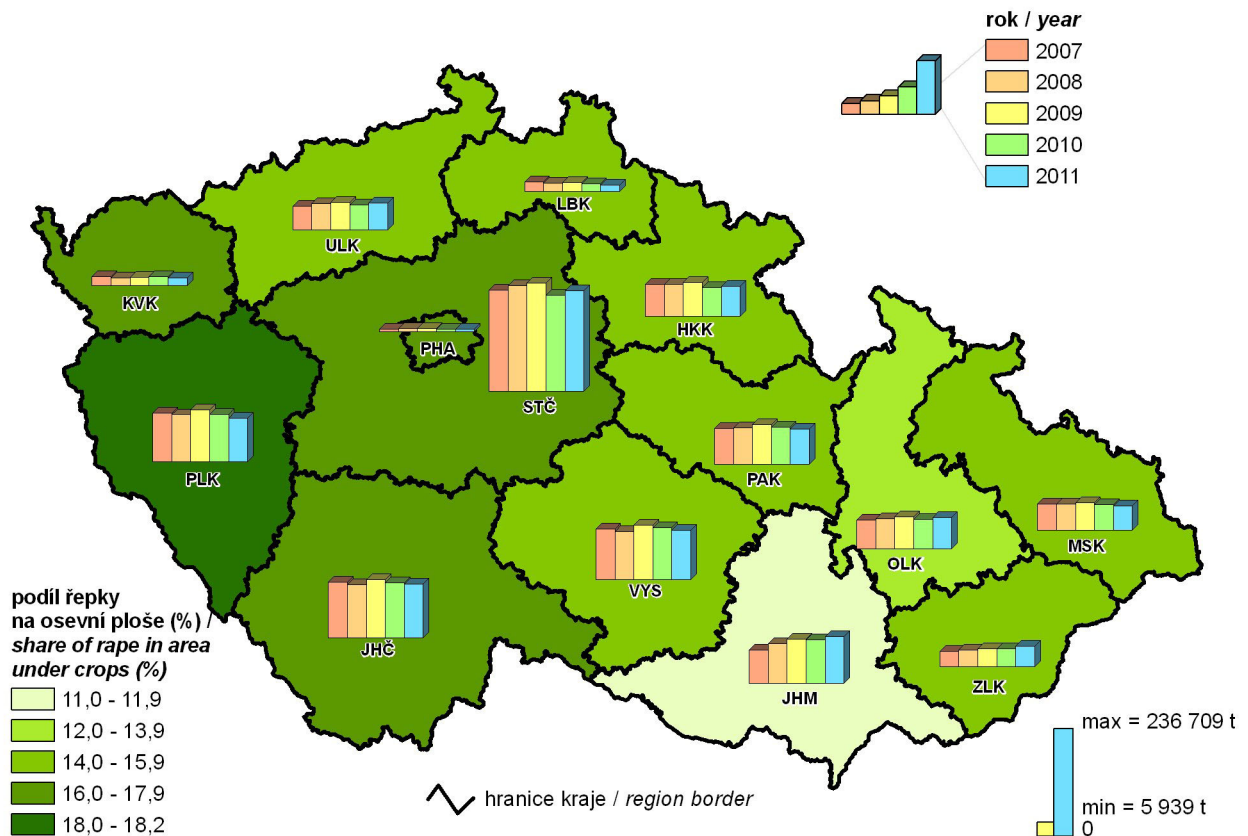 rok / year
2007
2008
2009
2010
2011
LBK
ULK
KVK
HKK
PHA
STČ
PLK
PAK
MSK
OLK
VYS
JHČ
ZLK
JHM
podíl řepky
na osevní ploše (%) /
share of rape in area
under crops (%)
11,0 - 11,9
12,0 - 13,9
14,0 - 15,9
16,0 - 17,9
18,0 - 18,2
hranice kraje / region border
max = 236 709 t
min = 5 939 t
0